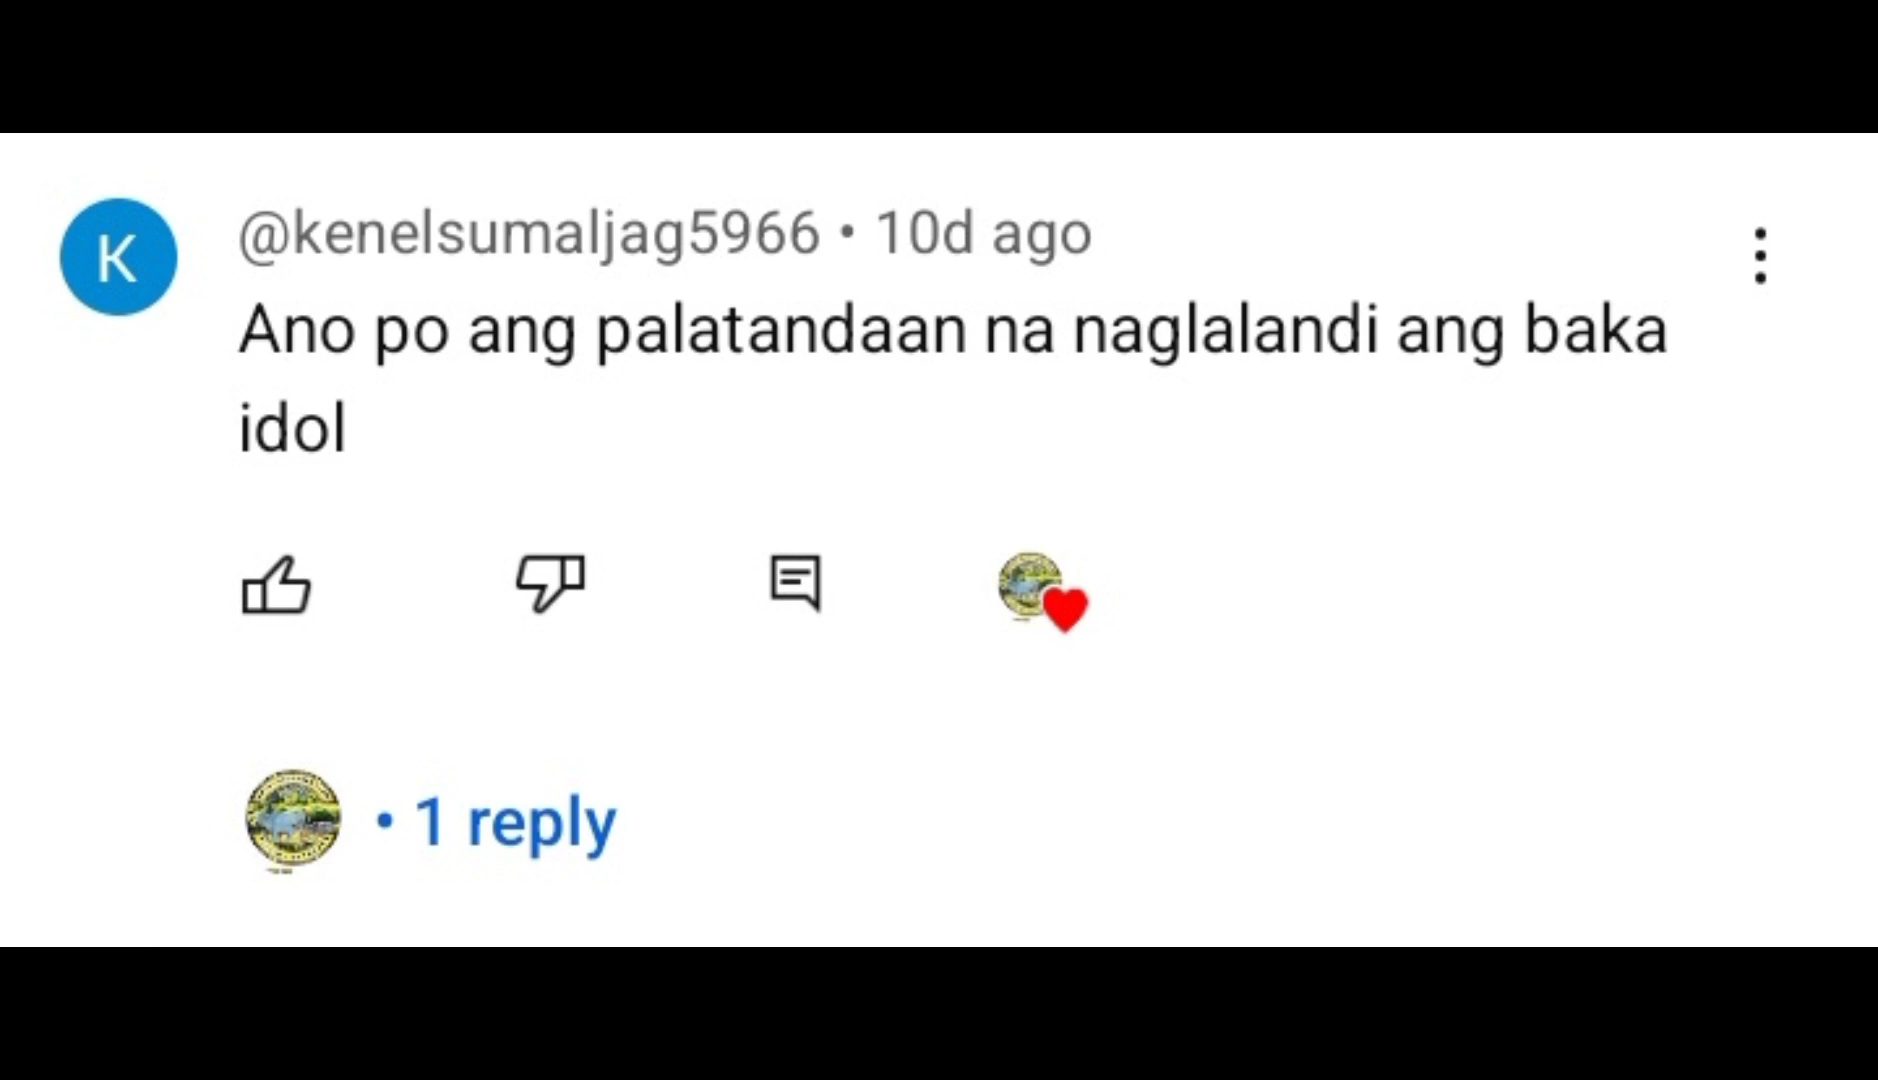 K
@kenelsumaljag5966 • 10d ago
Ano po ang palatandaan na naglalandi ang baka
idol
• 1 reply